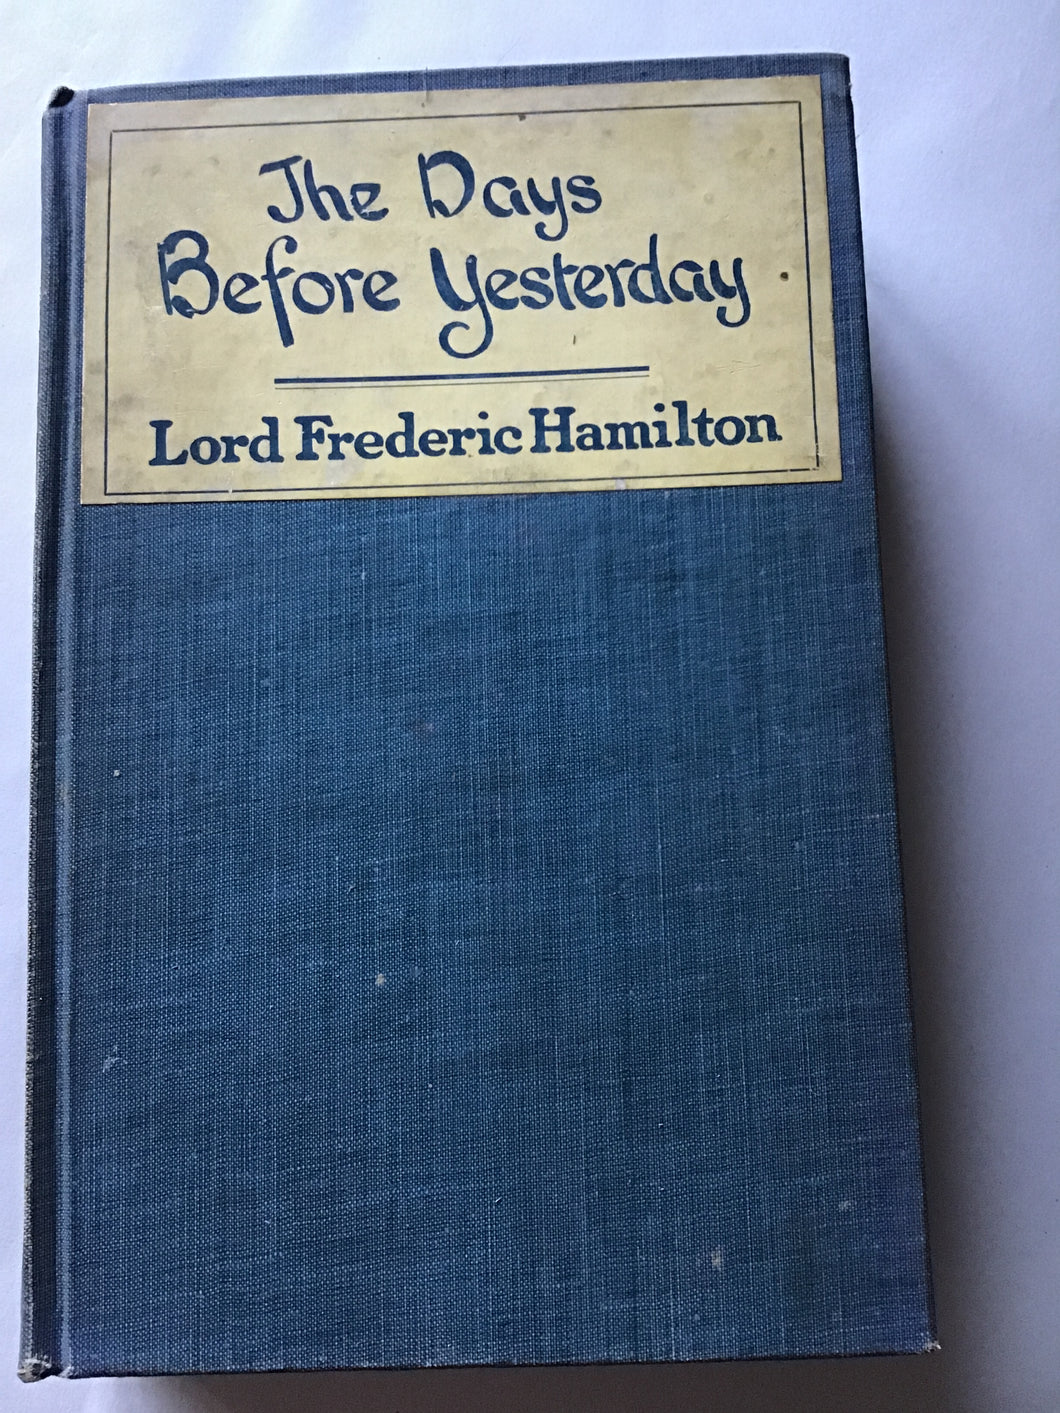 The Days
Before Yesterday
Lord Frederic Hamilton